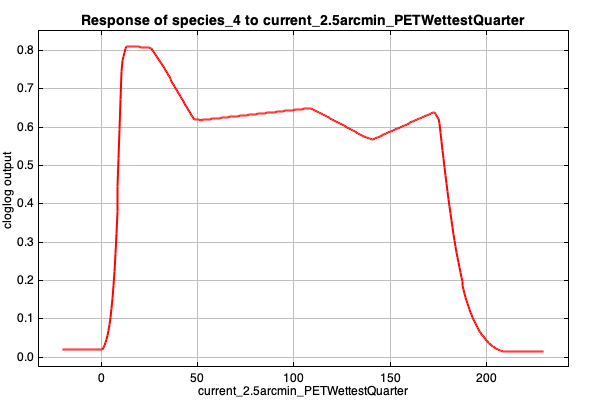 Response of species_4 to current_2.5arcmin_PETWettestQuarter
cloglog output
0.8
0.7
0.6
0.5
0.4
0.3
0.2
0.1
0.0
0 50 100 150 200
current_2.5arcmin_PETWettestQuarter